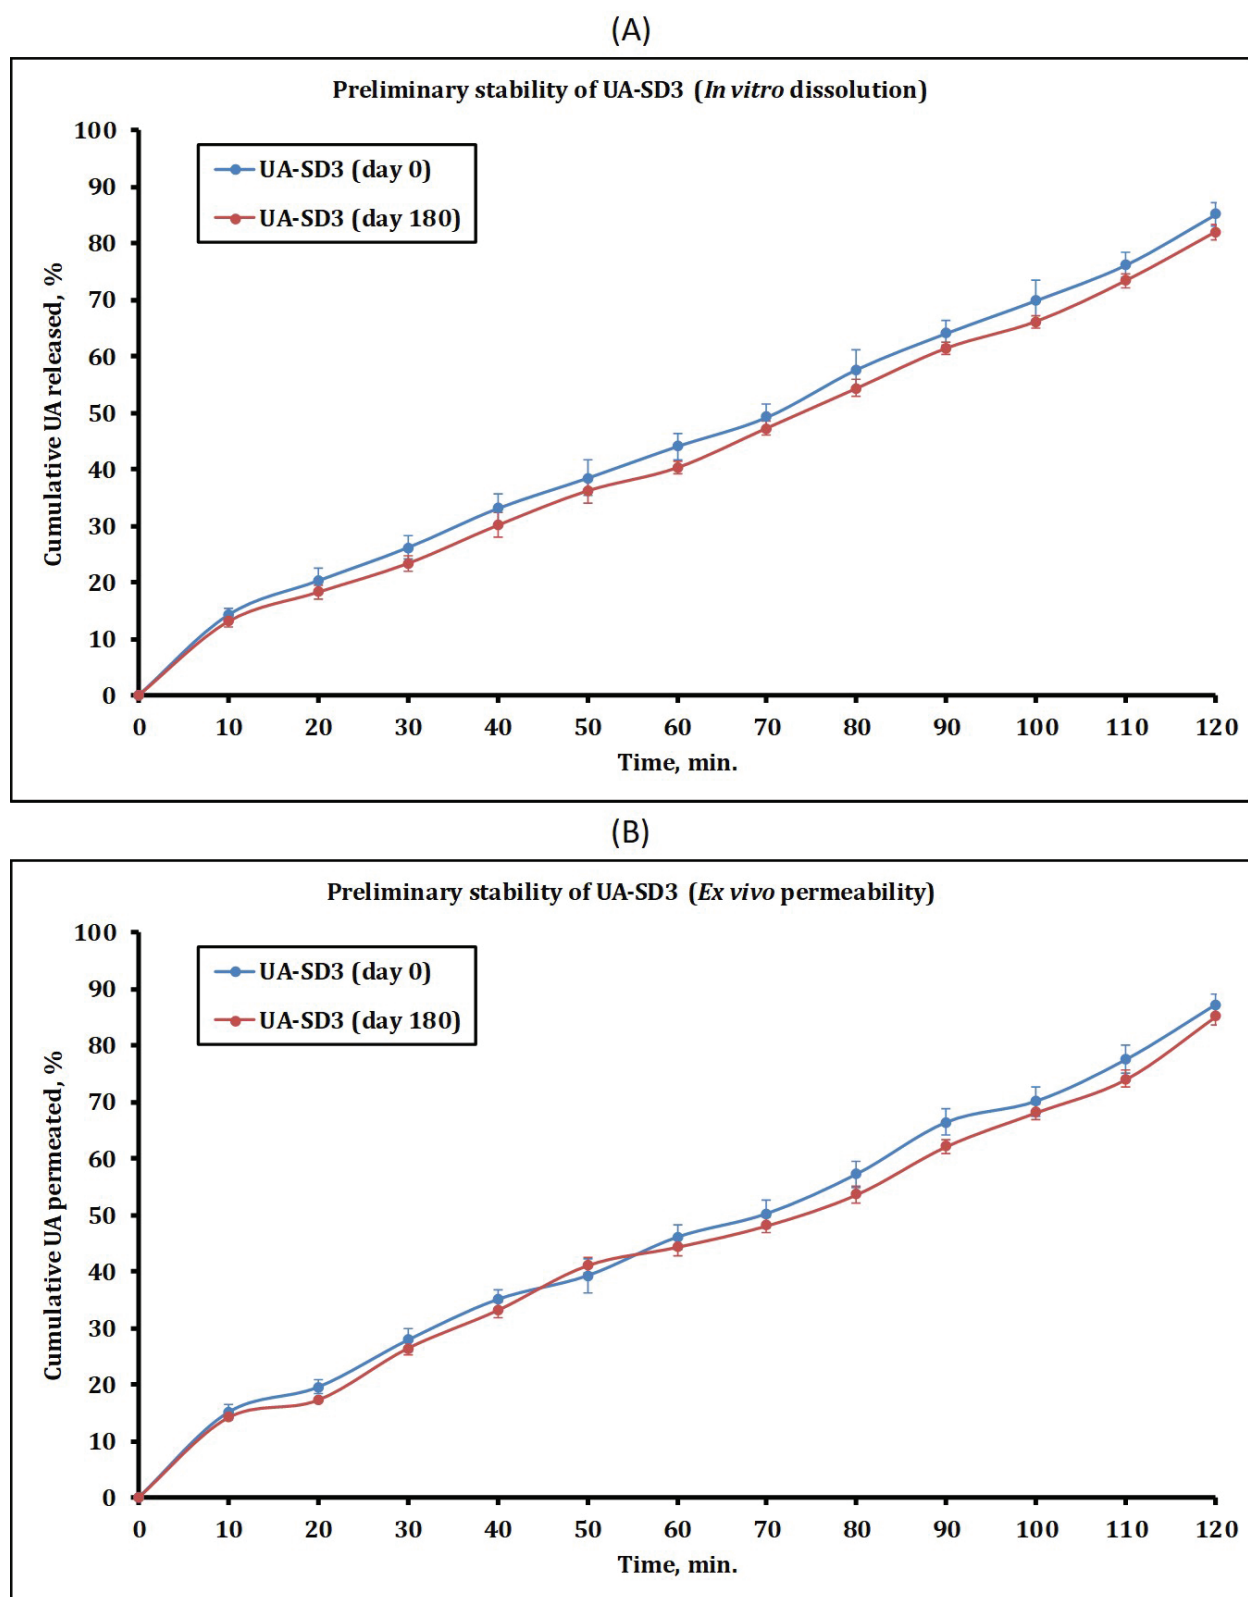 (A)
Preliminary stability of UA-SD3 (In vitro dissolution)
UA-SD3 (day 0)
UA-SD3 (day 180)
Cumulative UA released, %
100
90
80
70
60
50
40
30
20
10
0
0 10 20 30 40 50 60 70 80 90 100 110 120
Time, min.
(B)
Preliminary stability of UA-SD3 (Ex vivo permeability)
UA-SD3 (day 0)
UA-SD3 (day 180)
Cumulative UA permeated, %
100
90
80
70
60
50
40
30
20
10
0
0 10 20 30 40 50 60 70 80 90 100 110 120
Time, min.